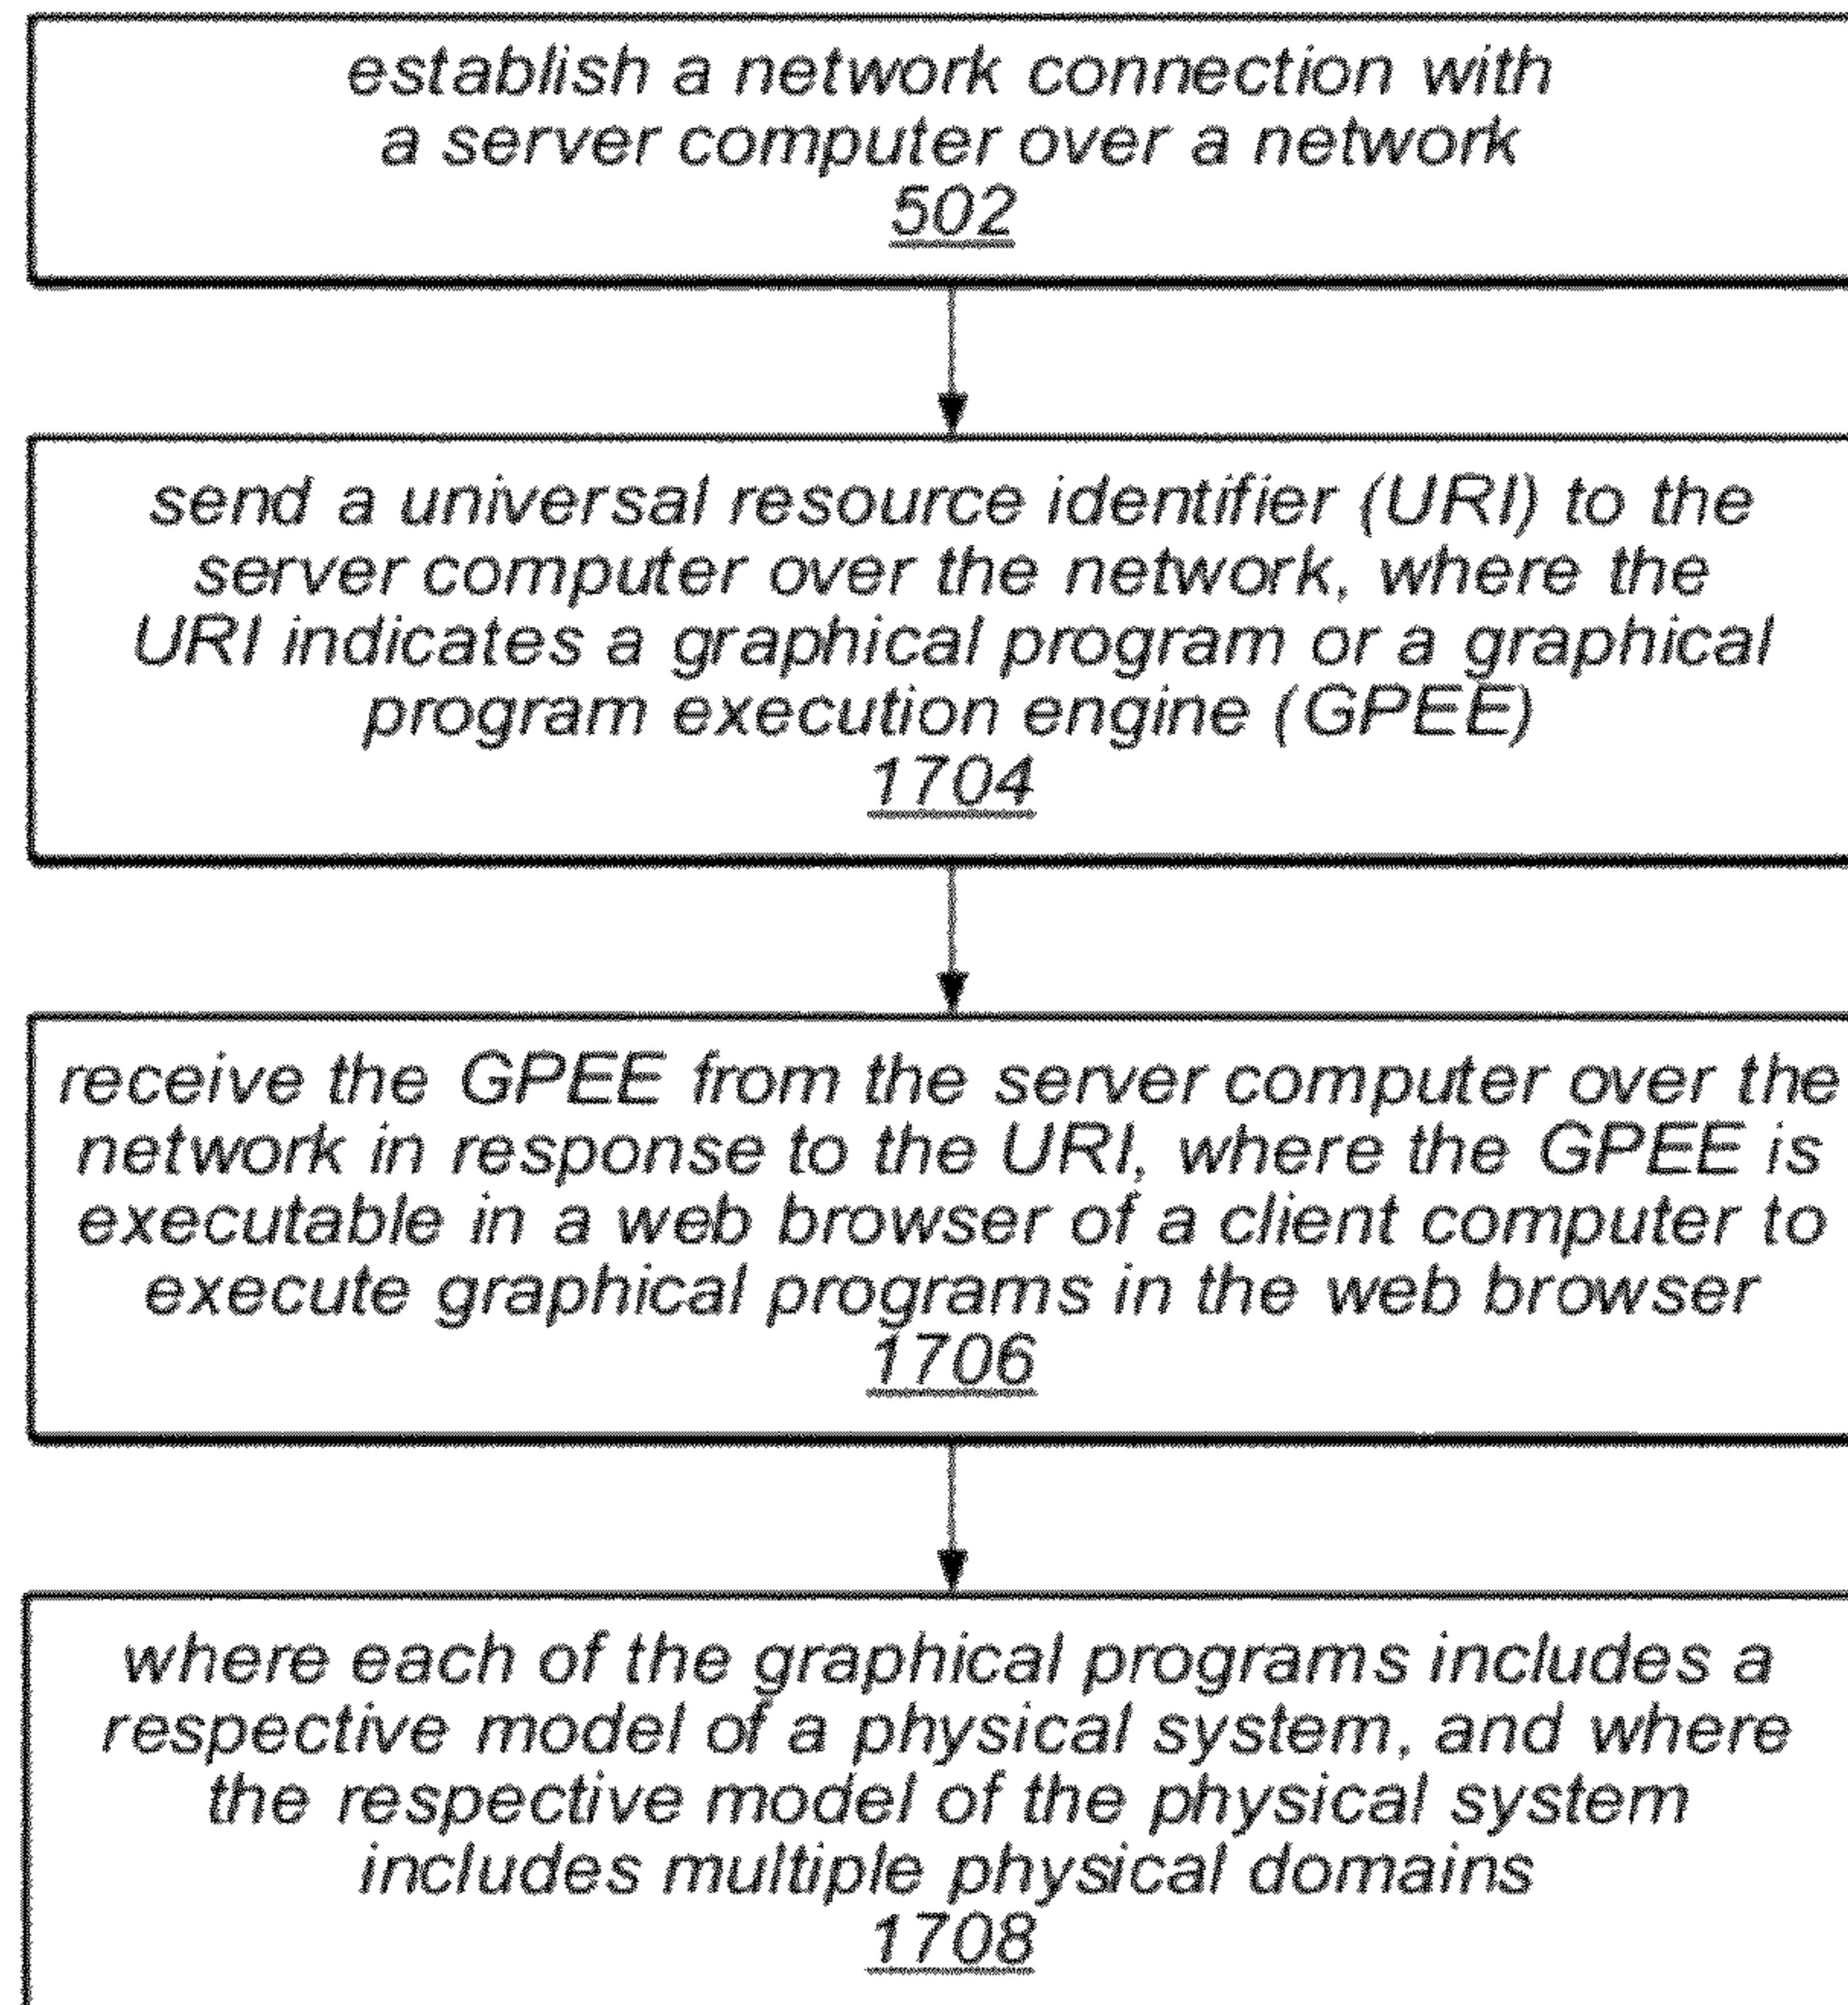 establish a network connection with
a server computer over a network
502
send a universal resource identifier (URI) to the
server computer over the network, where the
URI indicates a graphical program or a graphical
program execution engine (GPEE)
1704
receive the GPEE from the server computer over the
network in response to the URI, where the GPEE is
executable in a web browser of a client computer to
execute graphical programs in the web browser
1706
where each of the graphical programs includes a
respective model of a physical system, and where
the respective model of the physical system
includes multiple physical domains
1708